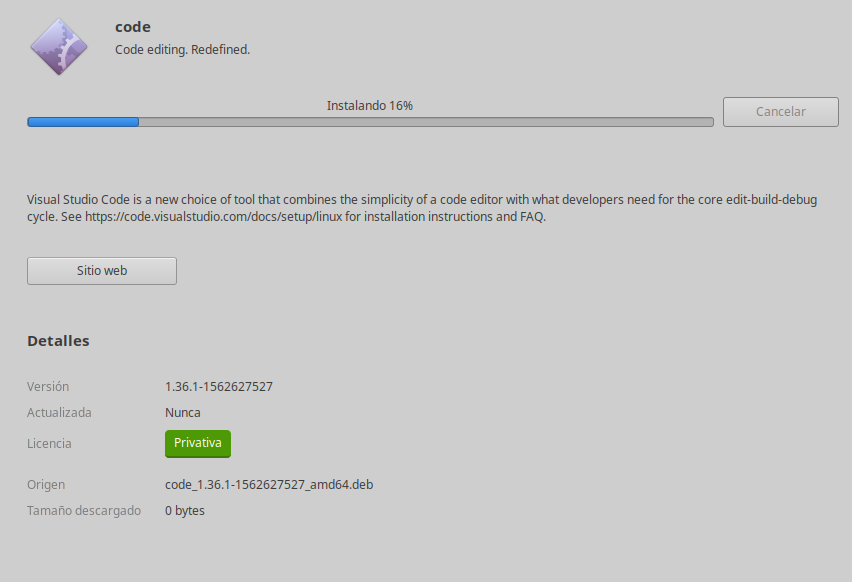 code
Code editing. Redefined.
Instalando 16%
Cancelar
Visual Studio Code is a new choice of tool that combines the simplicity of a code editor with what developers need for the core edit-build-debug
cycle. See https://code.visualstudio.com/docs/setup/linux for installation instructions and FAQ.
Sitio web
Detalles
Versión 1.36.1-1562627527
Actualizada Nunca
Licencia Privativa
Origen code_1.36.1-1562627527_amd64.deb
Tamaño descargado 0 bytes